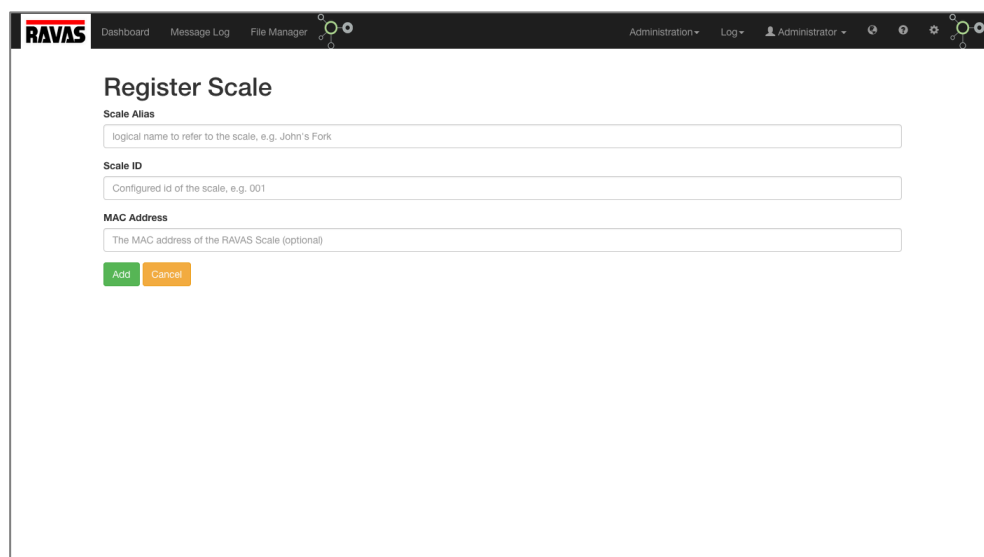 RAVAS Dashboard Message Log File Manager Administration Log Administrator
Register Scale
Scale Alias
logical name to refer to the scale, e.g. John's Fork
Scale ID
Configured id of the scale, e.g. 001
MAC Address
The MAC address of the RAVAS Scale (optional)
Add Cancel